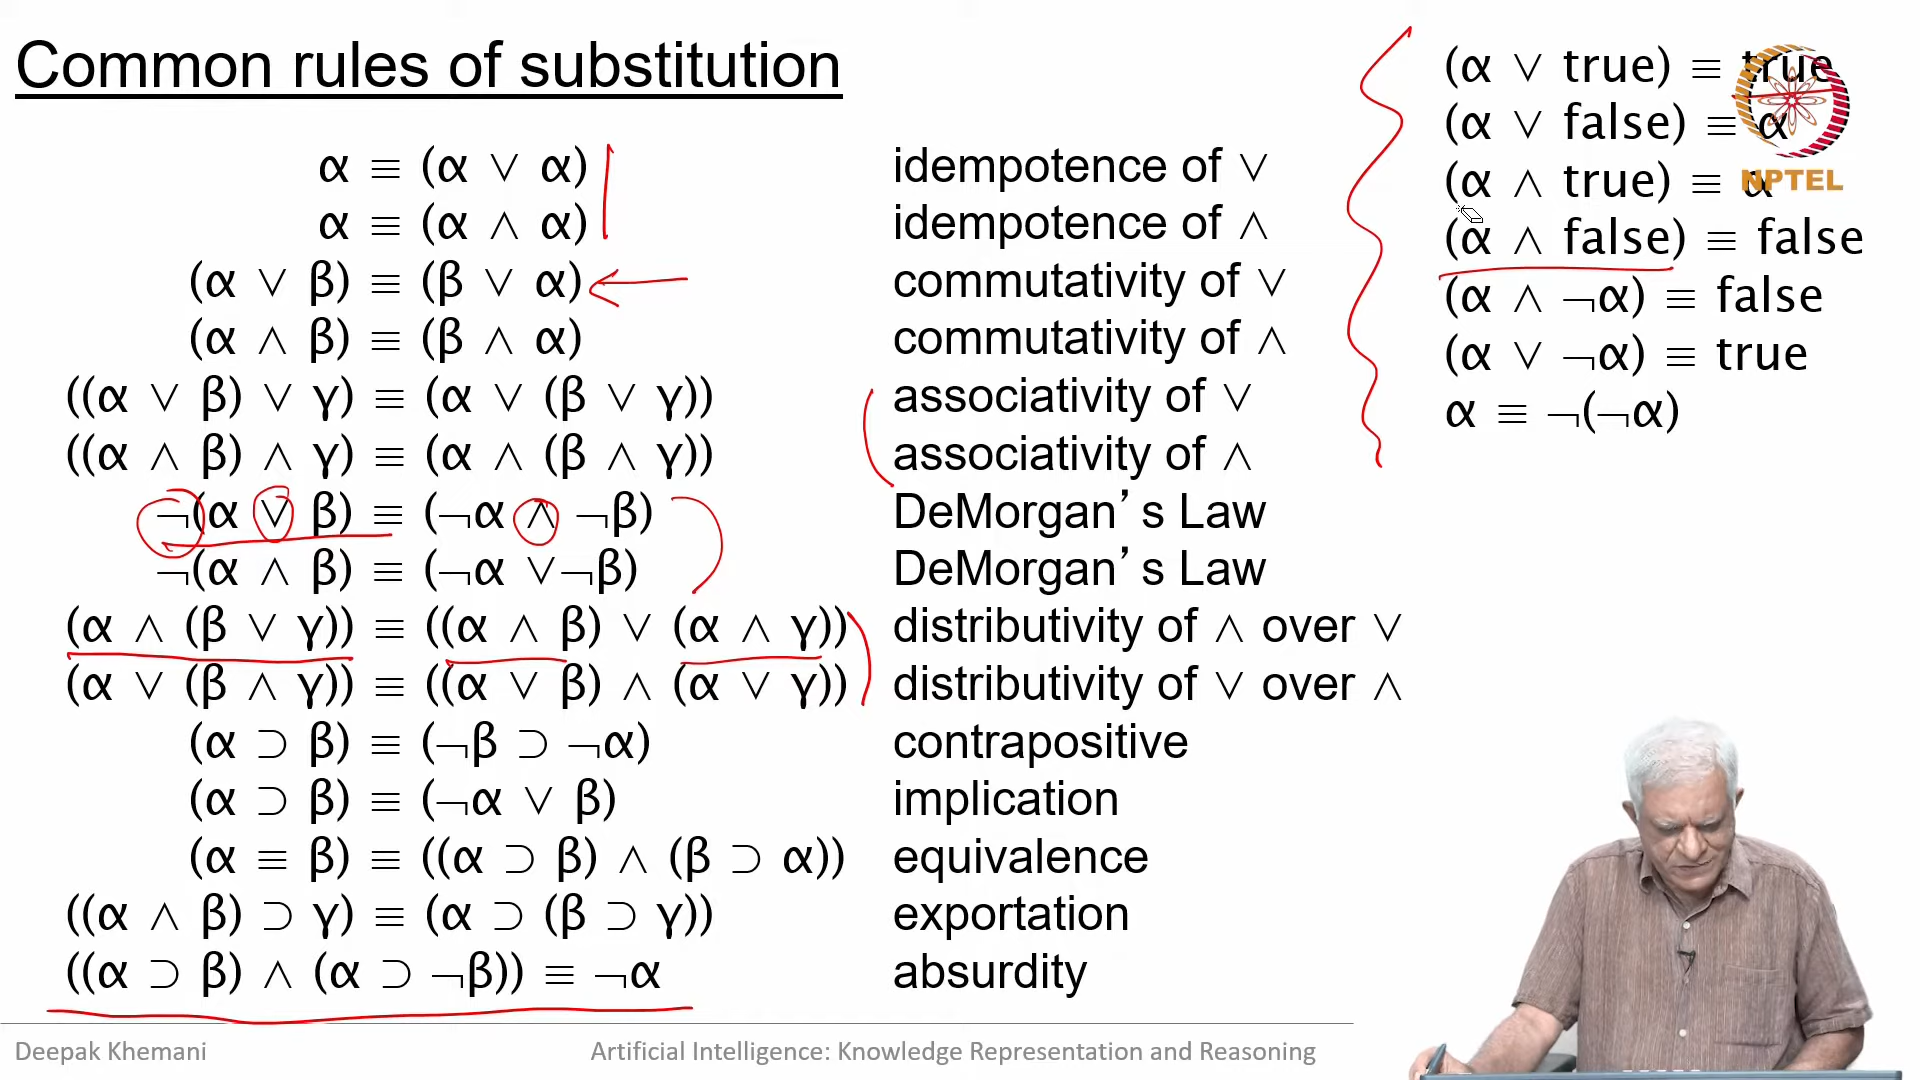 Common rules of substitution
α ≡ (α ∨ α) idempotence of ∨
α ≡ (α ∧ α) idempotence of ∧
(α ∨ β) ≡ (β ∨ α) commutativity of ∨
(α ∧ β) ≡ (β ∧ α) commutativity of ∧
((α ∨ β) ∨ γ) ≡ (α ∨ (β ∨ γ)) associativity of ∨
((α ∧ β) ∧ γ) ≡ (α ∧ (β ∧ γ)) associativity of ∧
¬(α ∨ β) ≡ (¬α ∧ ¬β) DeMorgan’s Law
¬(α ∧ β) ≡ (¬α ∨¬β) DeMorgan’s Law
(α ∧ (β ∨ γ)) ≡ ((α ∧ β) ∨ (α ∧ γ)) distributivity of ∧ over ∨
(α ∨ (β ∧ γ)) ≡ ((α ∨ β) ∧ (α ∨ γ)) distributivity of ∨ over ∧
(α ⊃ β) ≡ (¬β ⊃ ¬α) contrapositive
(α ⊃ β) ≡ (¬α ∨ β) implication
(α ≡ β) ≡ ((α ⊃ β) ∧ (β ⊃ α)) equivalence
((α ∧ β) ⊃ γ) ≡ (α ⊃ (β ⊃ γ)) exportation
((α ⊃ β) ∧ (α ⊃ ¬β)) ≡ ¬α absurdity
(α ∨ true) ≡ true
(α ∨ false) ≡ α
(α ∧ true) ≡ α
(α ∧ false) ≡ false
(α ∧ ¬α) ≡ false
(α ∨ ¬α) ≡ true
α ≡ ¬(¬α)
NPTEL
Deepak Khemani
Artificial Intelligence: Knowledge Representation and Reasoning